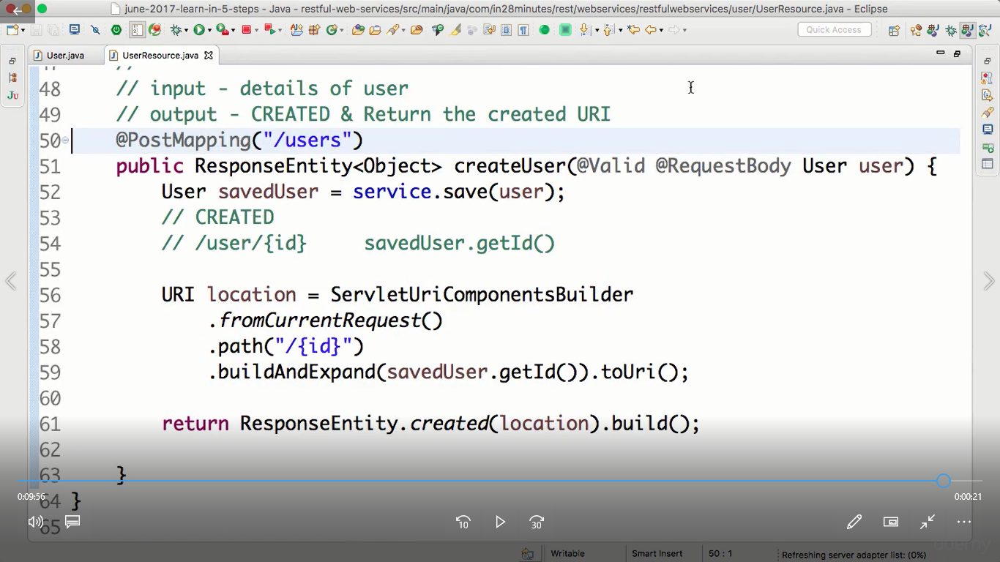 june-2017-learn-in-5-steps - Java - restful-web-services/src/main/java/com/in28minutes/rest/webservices/restfulwebservices/user/UserResource.java - Eclipse
Quick Access
User.java
UserResource.java
48 // input - details of user
49 // output - CREATED & Return the created URI
50 @PostMapping("/users")
51 public ResponseEntity<Object> createUser(@Valid @RequestBody User user) {
52 User savedUser = service.save(user);
53 // CREATED
54 // /user/{id} savedUser.getId()
55
56 URI location = ServletUriComponentsBuilder
57 .fromCurrentRequest()
58 .path("/{id}")
59 .buildAndExpand(savedUser.getId()).toUri();
60
61 return ResponseEntity.created(location).build();
62
63 }
64 }
65
0:09:56
0:00:21
10
30
Writable
Smart Insert
50 : 1
Refreshing server adapter list: (0%)
udemy